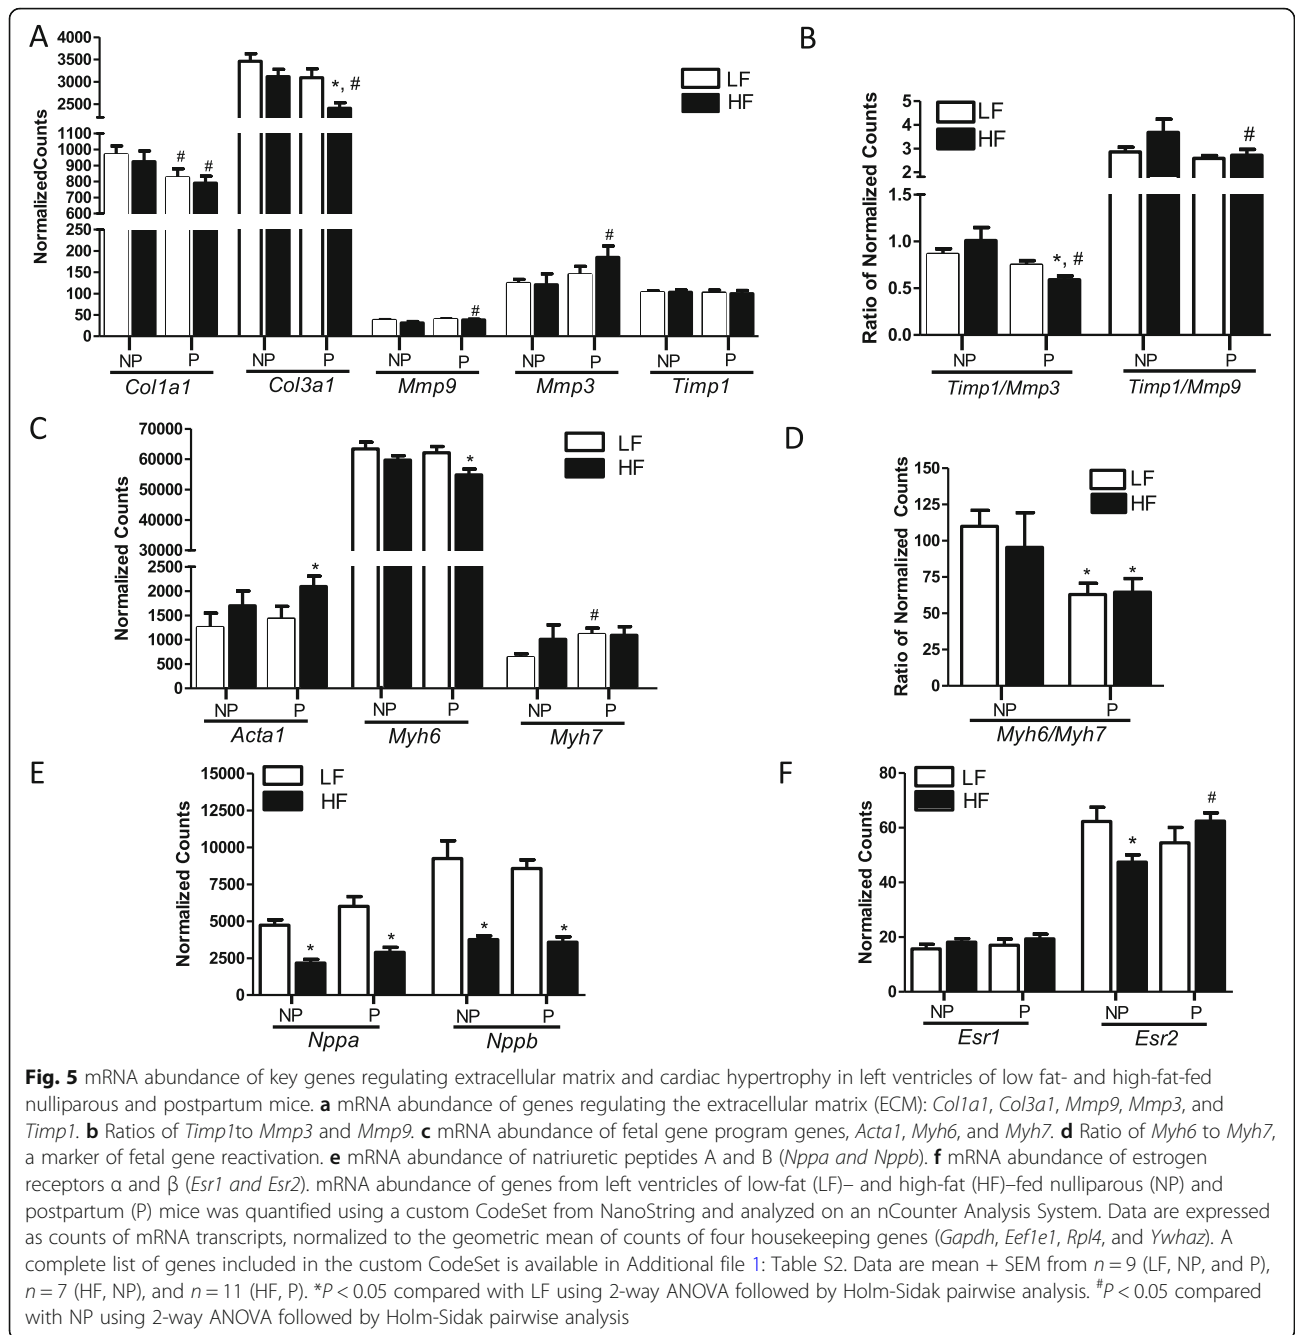 A
4000
3500
3000
2500
1100
1000
900
800
700
600
250
200
150
100
50
0
NormalizedCounts
LF
HF
# # *, # # #
NP P NP P NP P NP P NP P
Col1a1 Col3a1 Mmp9 Mmp3 Timp1
B
5
4
3
2
1.5
1.0
0.5
0.0
Ratio of Normalized Counts
LF
HF
*, # #
NP P NP P
Timp1/Mmp3 Timp1/Mmp9
C
70000
60000
50000
40000
30000
2500
2000
1500
1000
500
0
Normalized Counts
LF
HF
* * #
NP P NP P NP P
Acta1 Myh6 Myh7
D
150
125
100
75
50
25
0
Ratio of Normalized Counts
LF
HF
* *
NP P
Myh6/Myh7
E
15000
12500
10000
7500
5000
2500
0
Normalized Counts
LF
HF
* * * *
NP P NP P
Nppa Nppb
F
80
60
40
20
0
Normalized Counts
LF
HF
* #
NP P NP P
Esr1 Esr2
Fig. 5 mRNA abundance of key genes regulating extracellular matrix and cardiac hypertrophy in left ventricles of low fat- and high-fat-fed
nulliparous and postpartum mice. a mRNA abundance of genes regulating the extracellular matrix (ECM): Col1a1, Col3a1, Mmp9, Mmp3, and
Timp1. b Ratios of Timp1to Mmp3 and Mmp9. c mRNA abundance of fetal gene program genes, Acta1, Myh6, and Myh7. d Ratio of Myh6 to Myh7,
a marker of fetal gene reactivation. e mRNA abundance of natriuretic peptides A and B (Nppa and Nppb). f mRNA abundance of estrogen
receptors α and β (Esr1 and Esr2). mRNA abundance of genes from left ventricles of low-fat (LF)– and high-fat (HF)–fed nulliparous (NP) and
postpartum (P) mice was quantified using a custom CodeSet from NanoString and analyzed on an nCounter Analysis System. Data are expressed
as counts of mRNA transcripts, normalized to the geometric mean of counts of four housekeeping genes (Gapdh, Eef1e1, Rpl4, and Ywhaz). A
complete list of genes included in the custom CodeSet is available in Additional file 1: Table S2. Data are mean + SEM from n = 9 (LF, NP, and P),
n = 7 (HF, NP), and n = 11 (HF, P). *P < 0.05 compared with LF using 2-way ANOVA followed by Holm-Sidak pairwise analysis. #P < 0.05 compared
with NP using 2-way ANOVA followed by Holm-Sidak pairwise analysis